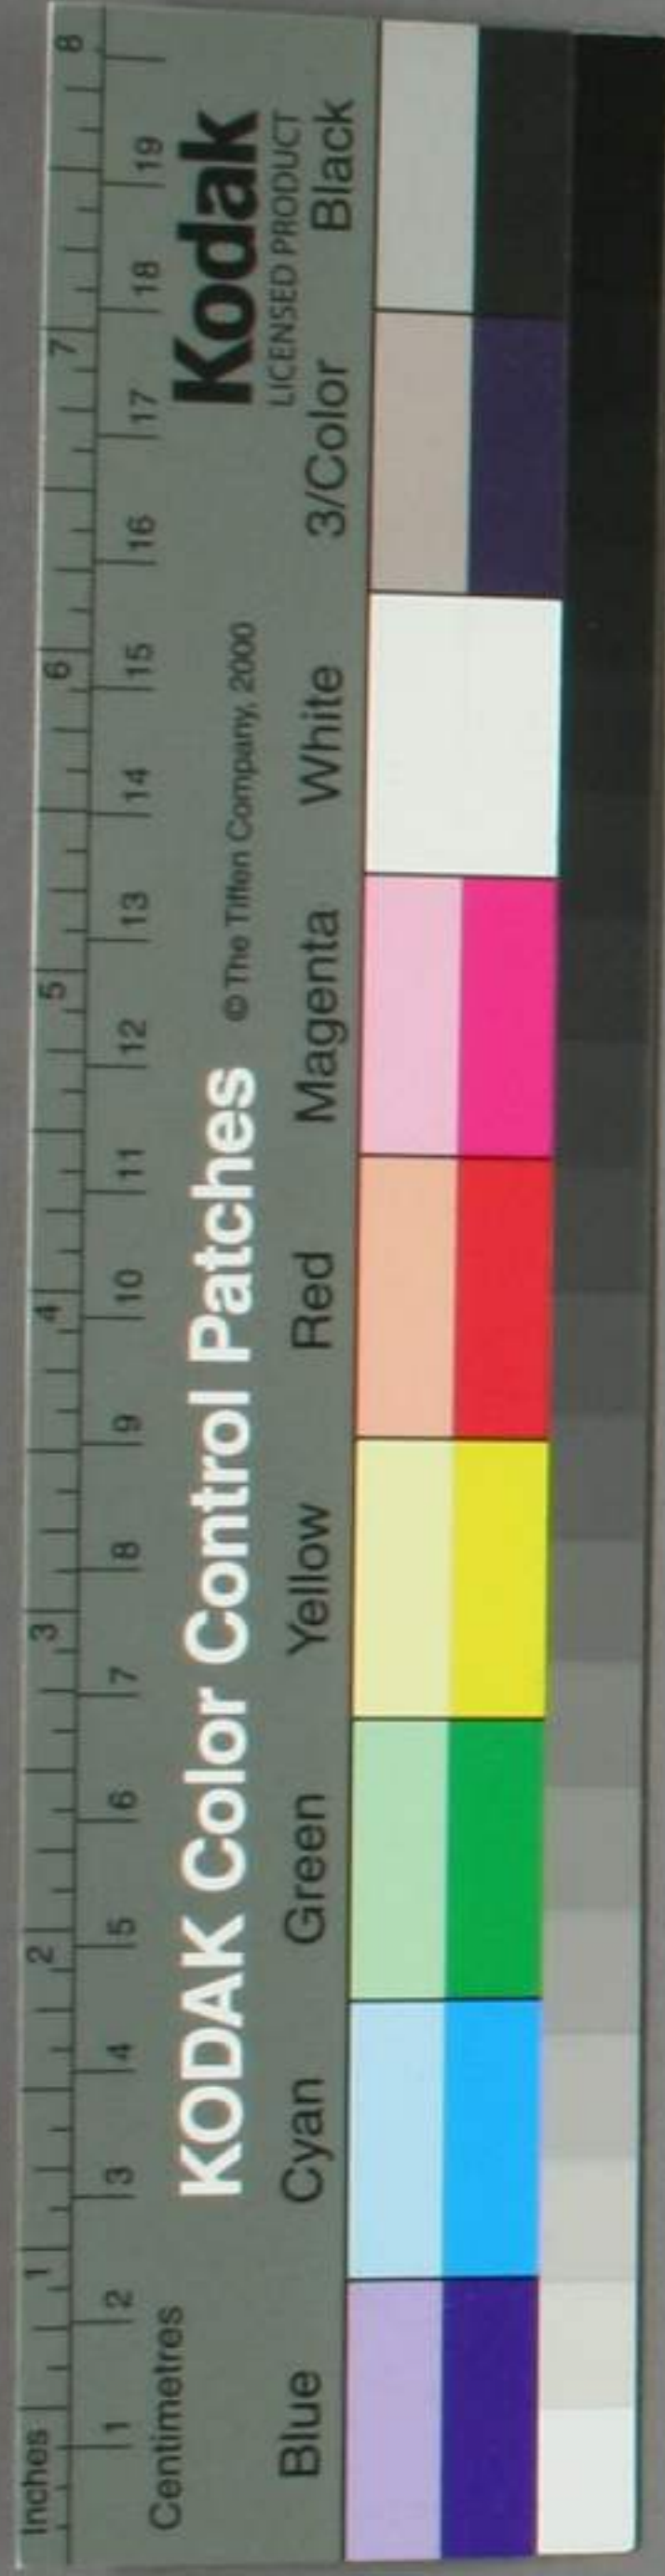 Inches 1 2 3 4 5 6 7 8
1 2 3 4 5 6 7 8 9 10 11 12 13 14 15 16 17 18 19
Centimetres
KODAK Color Control Patches © The Tiffen Company, 2000
Kodak
LICENSED PRODUCT
Blue Cyan Green Yellow Red Magenta White 3/Color Black